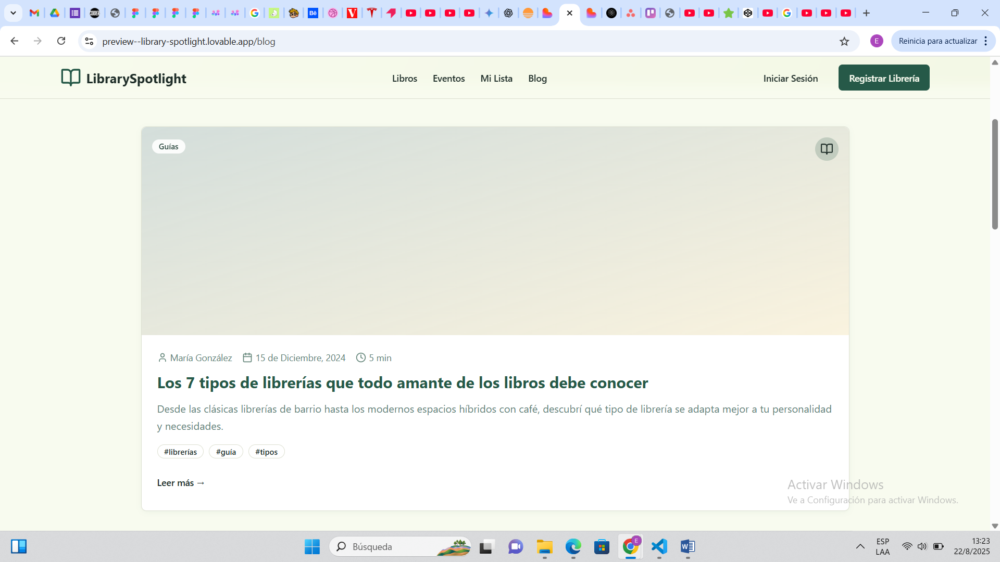 preview--library-spotlight.lovable.app/blog
E
Reinicia para actualizar
LibrarySpotlight
Libros
Eventos
Mi Lista
Blog
Iniciar Sesión
Registrar Librería
Guías
María González
15 de Diciembre, 2024
5 min
Los 7 tipos de librerías que todo amante de los libros debe conocer
Desde las clásicas librerías de barrio hasta los modernos espacios híbridos con café, descubrí qué tipo de librería se adapta mejor a tu personalidad
y necesidades.
#librerías
#guía
#tipos
Leer más →
Activar Windows
Ve a Configuración para activar Windows.
Búsqueda
ESP
LAA
13:23
22/8/2025